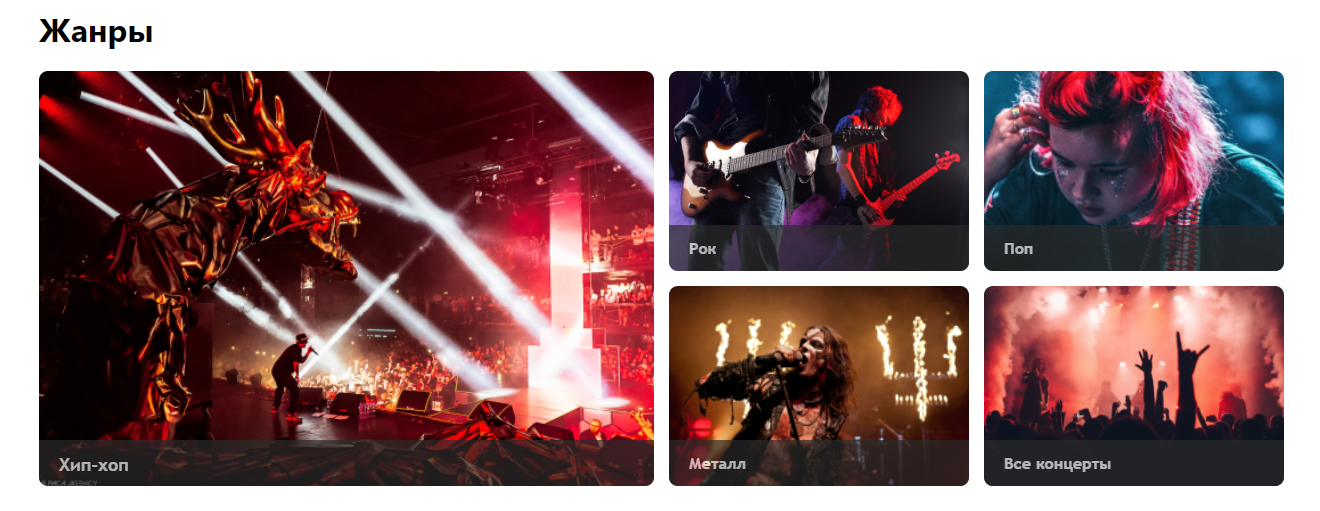 Жанры
Хип-хоп
Рок
Поп
Металл
Все концерты